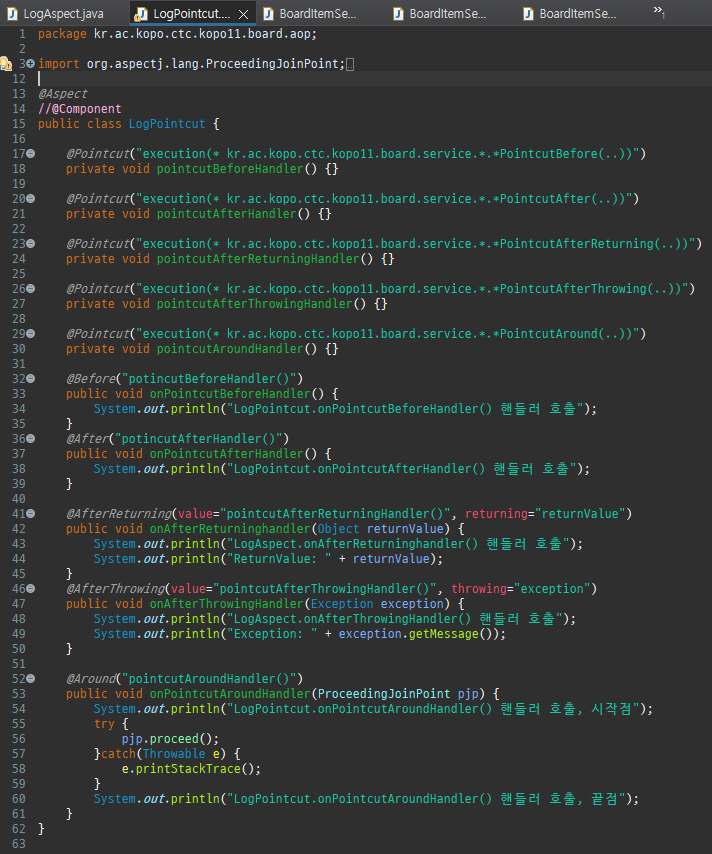 LogAspect.java
LogPointcut....
BoardItemSe...
BoardItemSe...
BoardItemSe...
»1
1 package kr.ac.kopo.ctc.kopo11.board.aop;
2
3 import org.aspectj.lang.ProceedingJoinPoint;
12
13 @Aspect
14 //@Component
15 public class LogPointcut {
16
17 @Pointcut("execution(* kr.ac.kopo.ctc.kopo11.board.service.*.*PointcutBefore(..))")
18 private void pointcutBeforeHandler() {}
19
20 @Pointcut("execution(* kr.ac.kopo.ctc.kopo11.board.service.*.*PointcutAfter(..))")
21 private void pointcutAfterHandler() {}
22
23 @Pointcut("execution(* kr.ac.kopo.ctc.kopo11.board.service.*.*PointcutAfterReturning(..))")
24 private void pointcutAfterReturningHandler() {}
25
26 @Pointcut("execution(* kr.ac.kopo.ctc.kopo11.board.service.*.*PointcutAfterThrowing(..))")
27 private void pointcutAfterThrowingHandler() {}
28
29 @Pointcut("execution(* kr.ac.kopo.ctc.kopo11.board.service.*.*PointcutAround(..))")
30 private void pointcutAroundHandler() {}
31
32 @Before("potincutBeforeHandler()")
33 public void onPointcutBeforeHandler() {
34 System.out.println("LogPointcut.onPointcutBeforeHandler() 핸들러 호출");
35 }
36 @After("potincutAfterHandler()")
37 public void onPointcutAfterHandler() {
38 System.out.println("LogPointcut.onPointcutAfterHandler() 핸들러 호출");
39 }
40
41 @AfterReturning(value="pointcutAfterReturningHandler()", returning="returnValue")
42 public void onAfterReturninghandler(Object returnValue) {
43 System.out.println("LogAspect.onAfterReturninghandler() 핸들러 호출");
44 System.out.println("ReturnValue: " + returnValue);
45 }
46 @AfterThrowing(value="pointcutAfterThrowingHandler()", throwing="exception")
47 public void onAfterThrowingHandler(Exception exception) {
48 System.out.println("LogAspect.onAfterThrowingHandler() 핸들러 호출");
49 System.out.println("Exception: " + exception.getMessage());
50 }
51
52 @Around("pointcutAroundHandler()")
53 public void onPointcutAroundHandler(ProceedingJoinPoint pjp) {
54 System.out.println("LogPointcut.onPointcutAroundHandler() 핸들러 호출, 시작점");
55 try {
56 pjp.proceed();
57 }catch(Throwable e) {
58 e.printStackTrace();
59 }
60 System.out.println("LogPointcut.onPointcutAroundHandler() 핸들러 호출, 끝점");
61 }
62 }
63